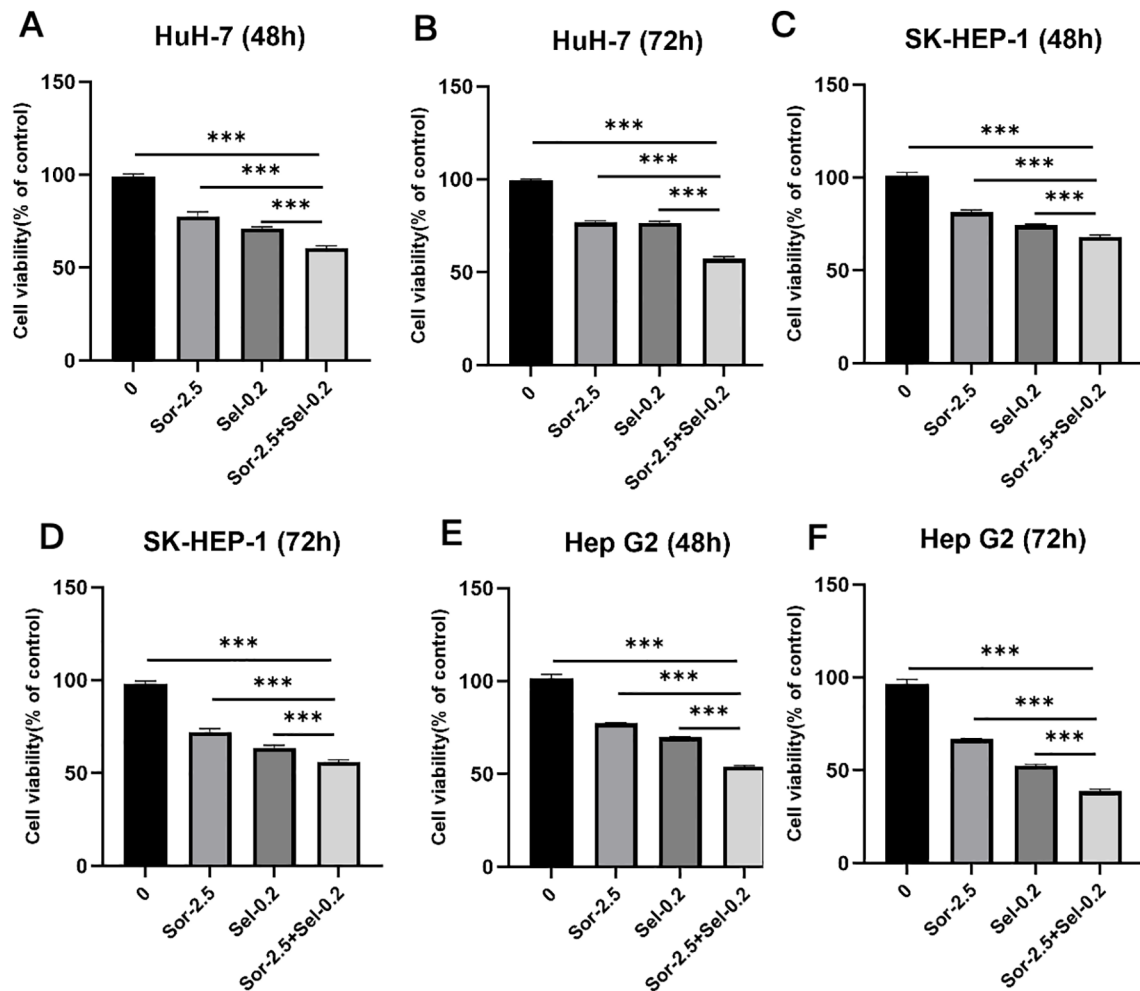 A
HuH-7 (48h)
Cell viability(% of control)
150
100
50
0
***
***
***
0
Sor-2.5
Sel-0.2
Sor-2.5+Sel-0.2
B
HuH-7 (72h)
Cell viability(% of control)
150
100
50
0
***
***
***
0
Sor-2.5
Sel-0.2
Sor-2.5+Sel-0.2
C
SK-HEP-1 (48h)
Cell viability(% of control)
150
100
50
0
***
***
***
0
Sor-2.5
Sel-0.2
Sor-2.5+Sel-0.2
D
SK-HEP-1 (72h)
Cell viability(% of control)
150
100
50
0
***
***
***
0
Sor-2.5
Sel-0.2
Sor-2.5+Sel-0.2
E
Hep G2 (48h)
Cell viability(% of control)
150
100
50
0
***
***
***
0
Sor-2.5
Sel-0.2
Sor-2.5+Sel-0.2
F
Hep G2 (72h)
Cell viability(% of control)
150
100
50
0
***
***
***
0
Sor-2.5
Sel-0.2
Sor-2.5+Sel-0.2